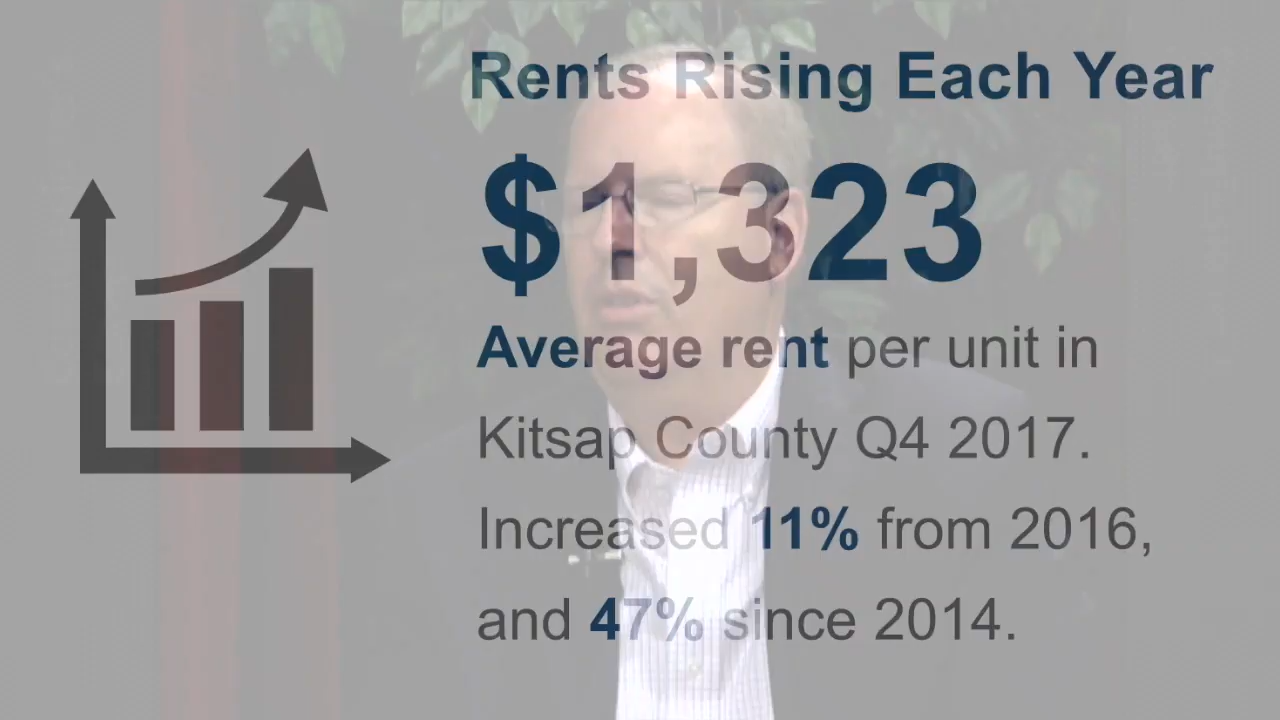 Rents Rising Each Year
$1,323
Average rent per unit in
Kitsap County Q4 2017.
Increased 11% from 2016,
and 47% since 2014.